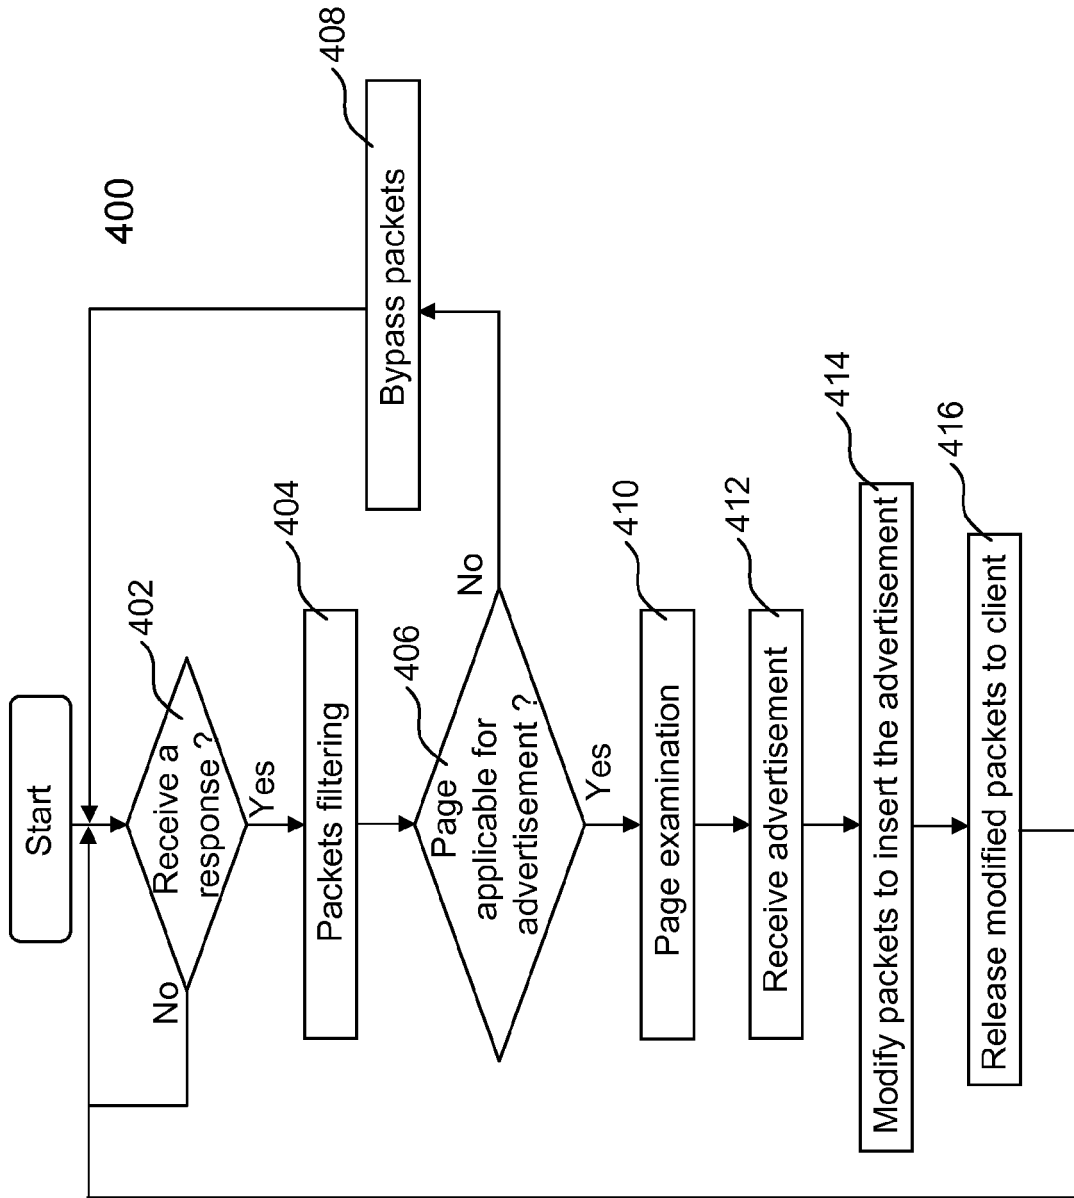 400
Start
402
Receive a
response ?
No
Yes
404
Packets filtering
406
Page
applicable for
advertisement ?
No
408
Bypass packets
Yes
410
Page examination
412
Receive advertisement
414
Modify packets to insert the advertisement
416
Release modified packets to client